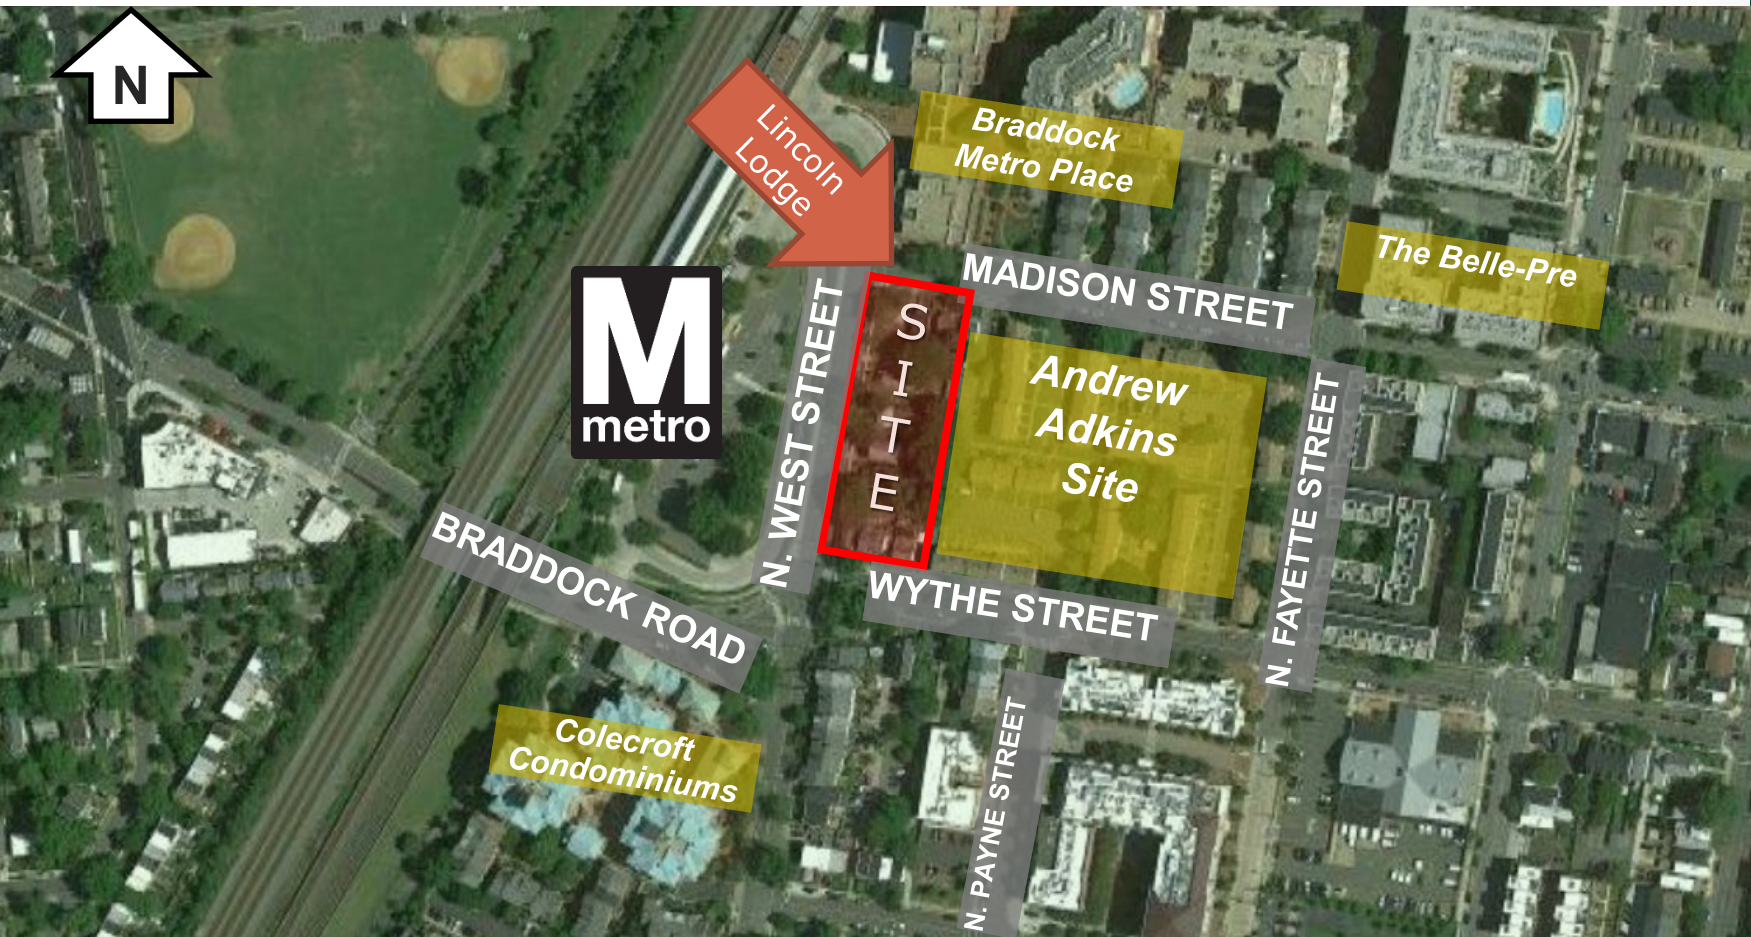 N
Lincoln
Lodge
Braddock
Metro Place
The Belle-Pre
MADISON STREET
M
metro
N. WEST STREET
SITE
Andrew
Adkins
Site
N. FAYETTE STREET
BRADDOCK ROAD
WYTHE STREET
N. PAYNE STREET
Colecroft
Condominiums